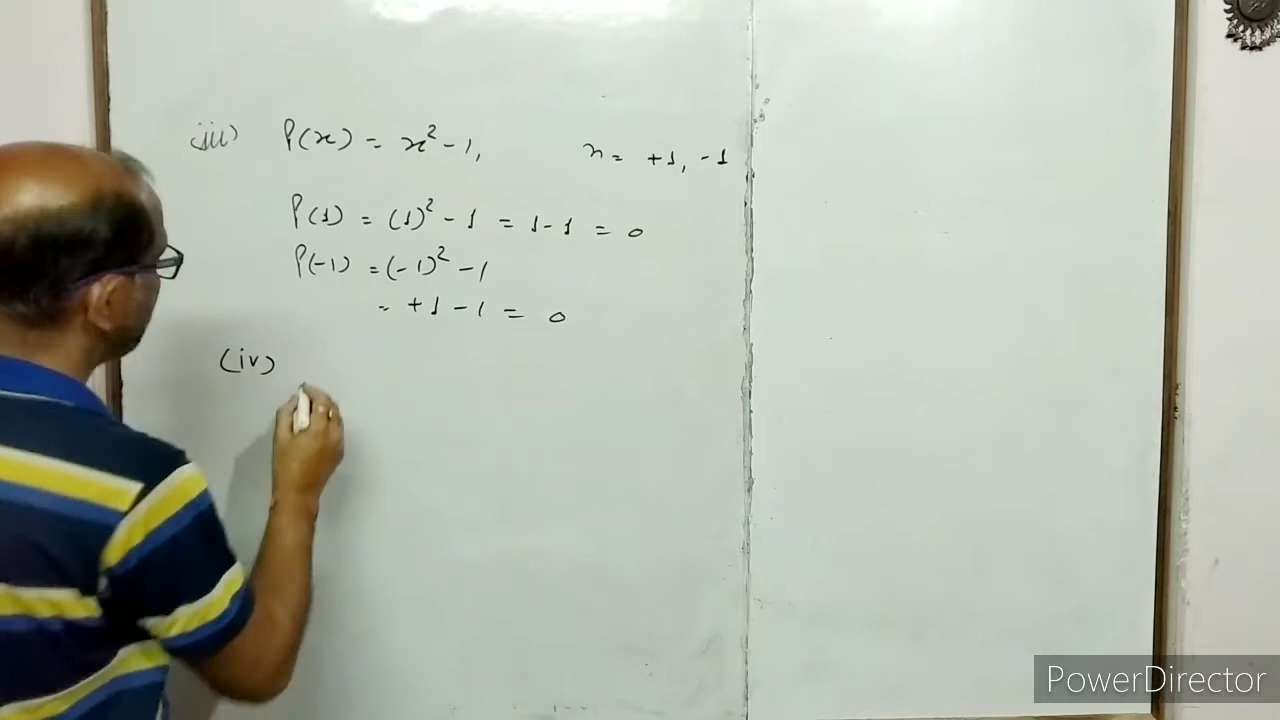 iii) P(x) = x² - 1, x = +1, -1
P(1) = (1)² - 1 = 1 - 1 = 0
P(-1) = (-1)² - 1
= +1 - 1 = 0
(iv)
PowerDirector